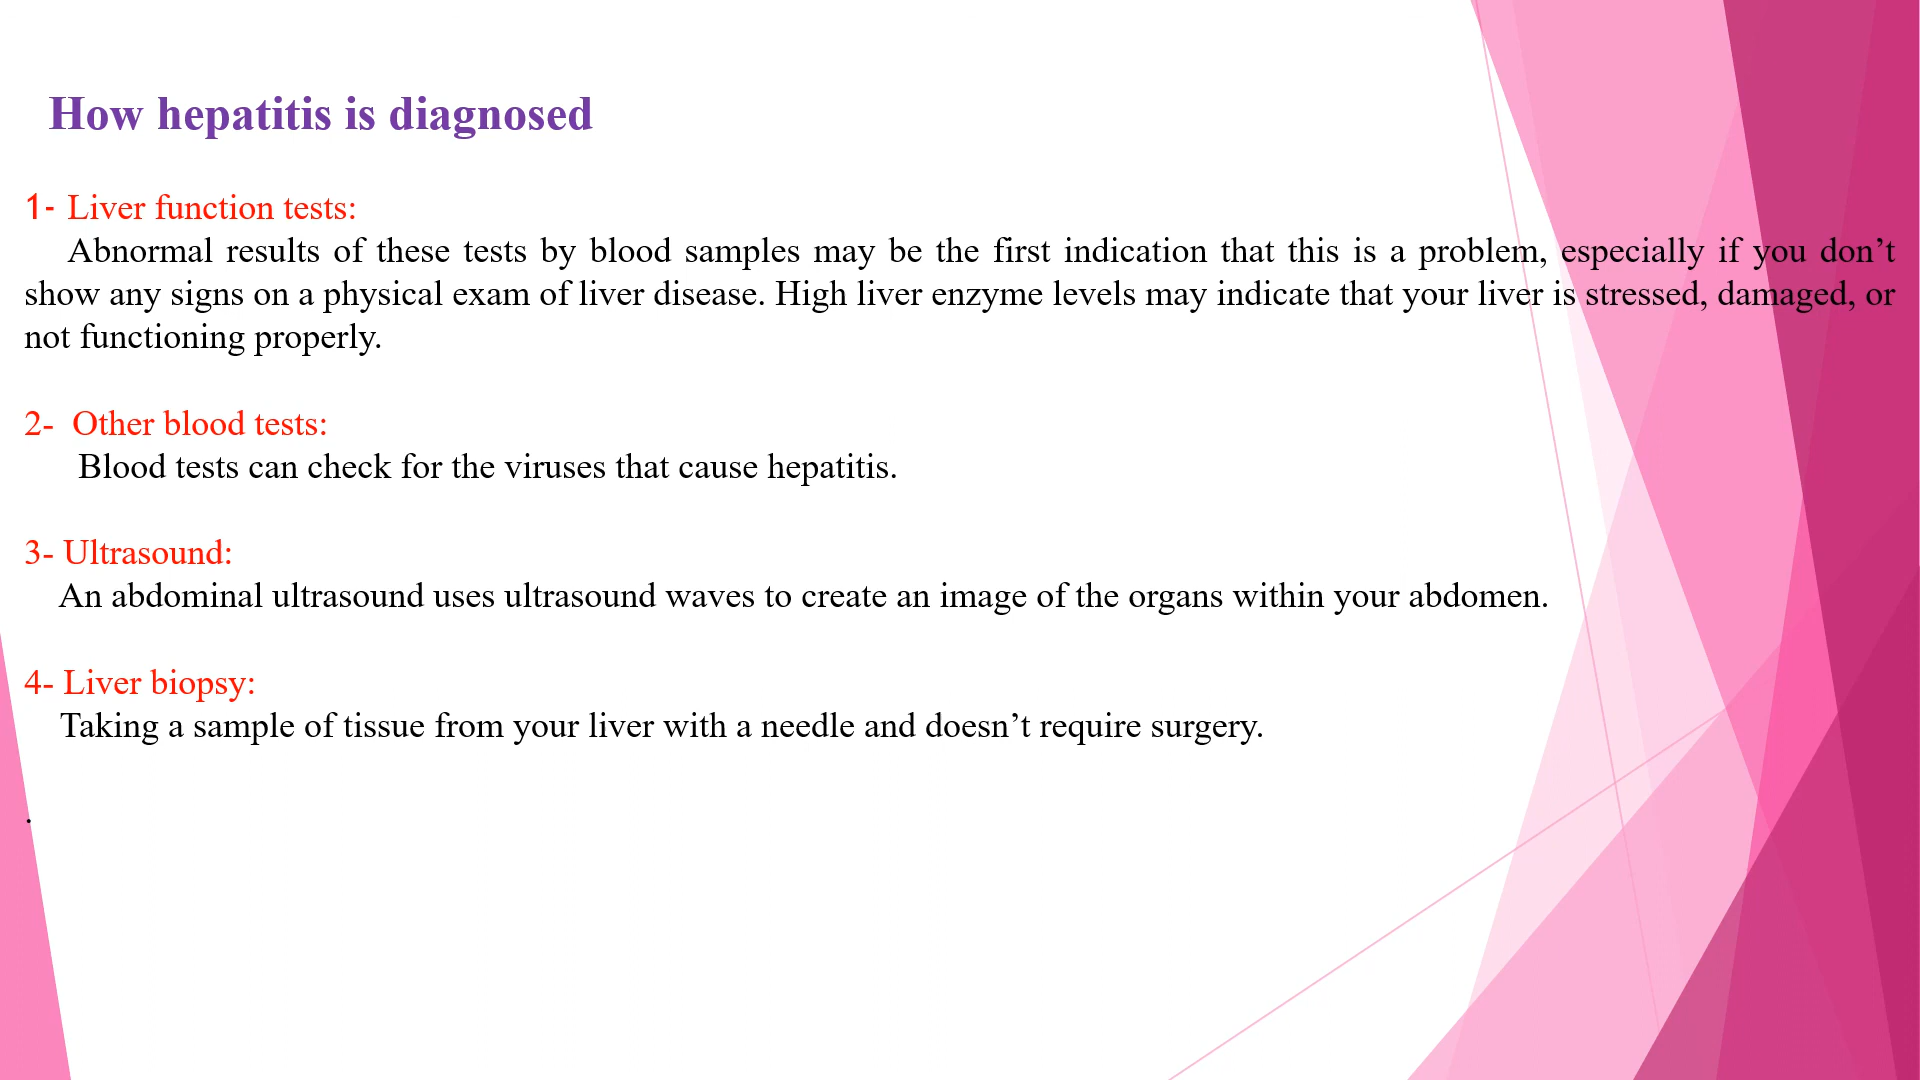 How hepatitis is diagnosed
1- Liver function tests:
Abnormal results of these tests by blood samples may be the first indication that this is a problem, especially if you don’t
show any signs on a physical exam of liver disease. High liver enzyme levels may indicate that your liver is stressed, damaged, or
not functioning properly.
2- Other blood tests:
Blood tests can check for the viruses that cause hepatitis.
3- Ultrasound:
An abdominal ultrasound uses ultrasound waves to create an image of the organs within your abdomen.
4- Liver biopsy:
Taking a sample of tissue from your liver with a needle and doesn’t require surgery.
.